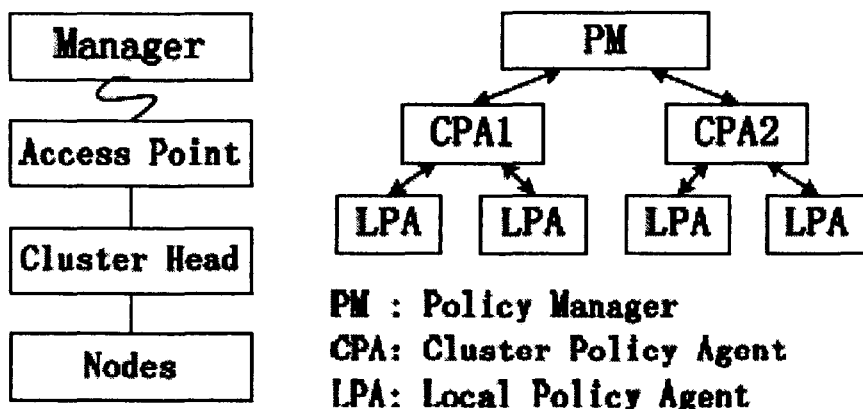 Manager
Access Point
Cluster Head
Nodes
PM
CPA1
CPA2
LPA
LPA
LPA
LPA
PM : Policy Manager
CPA: Cluster Policy Agent
LPA: Local Policy Agent